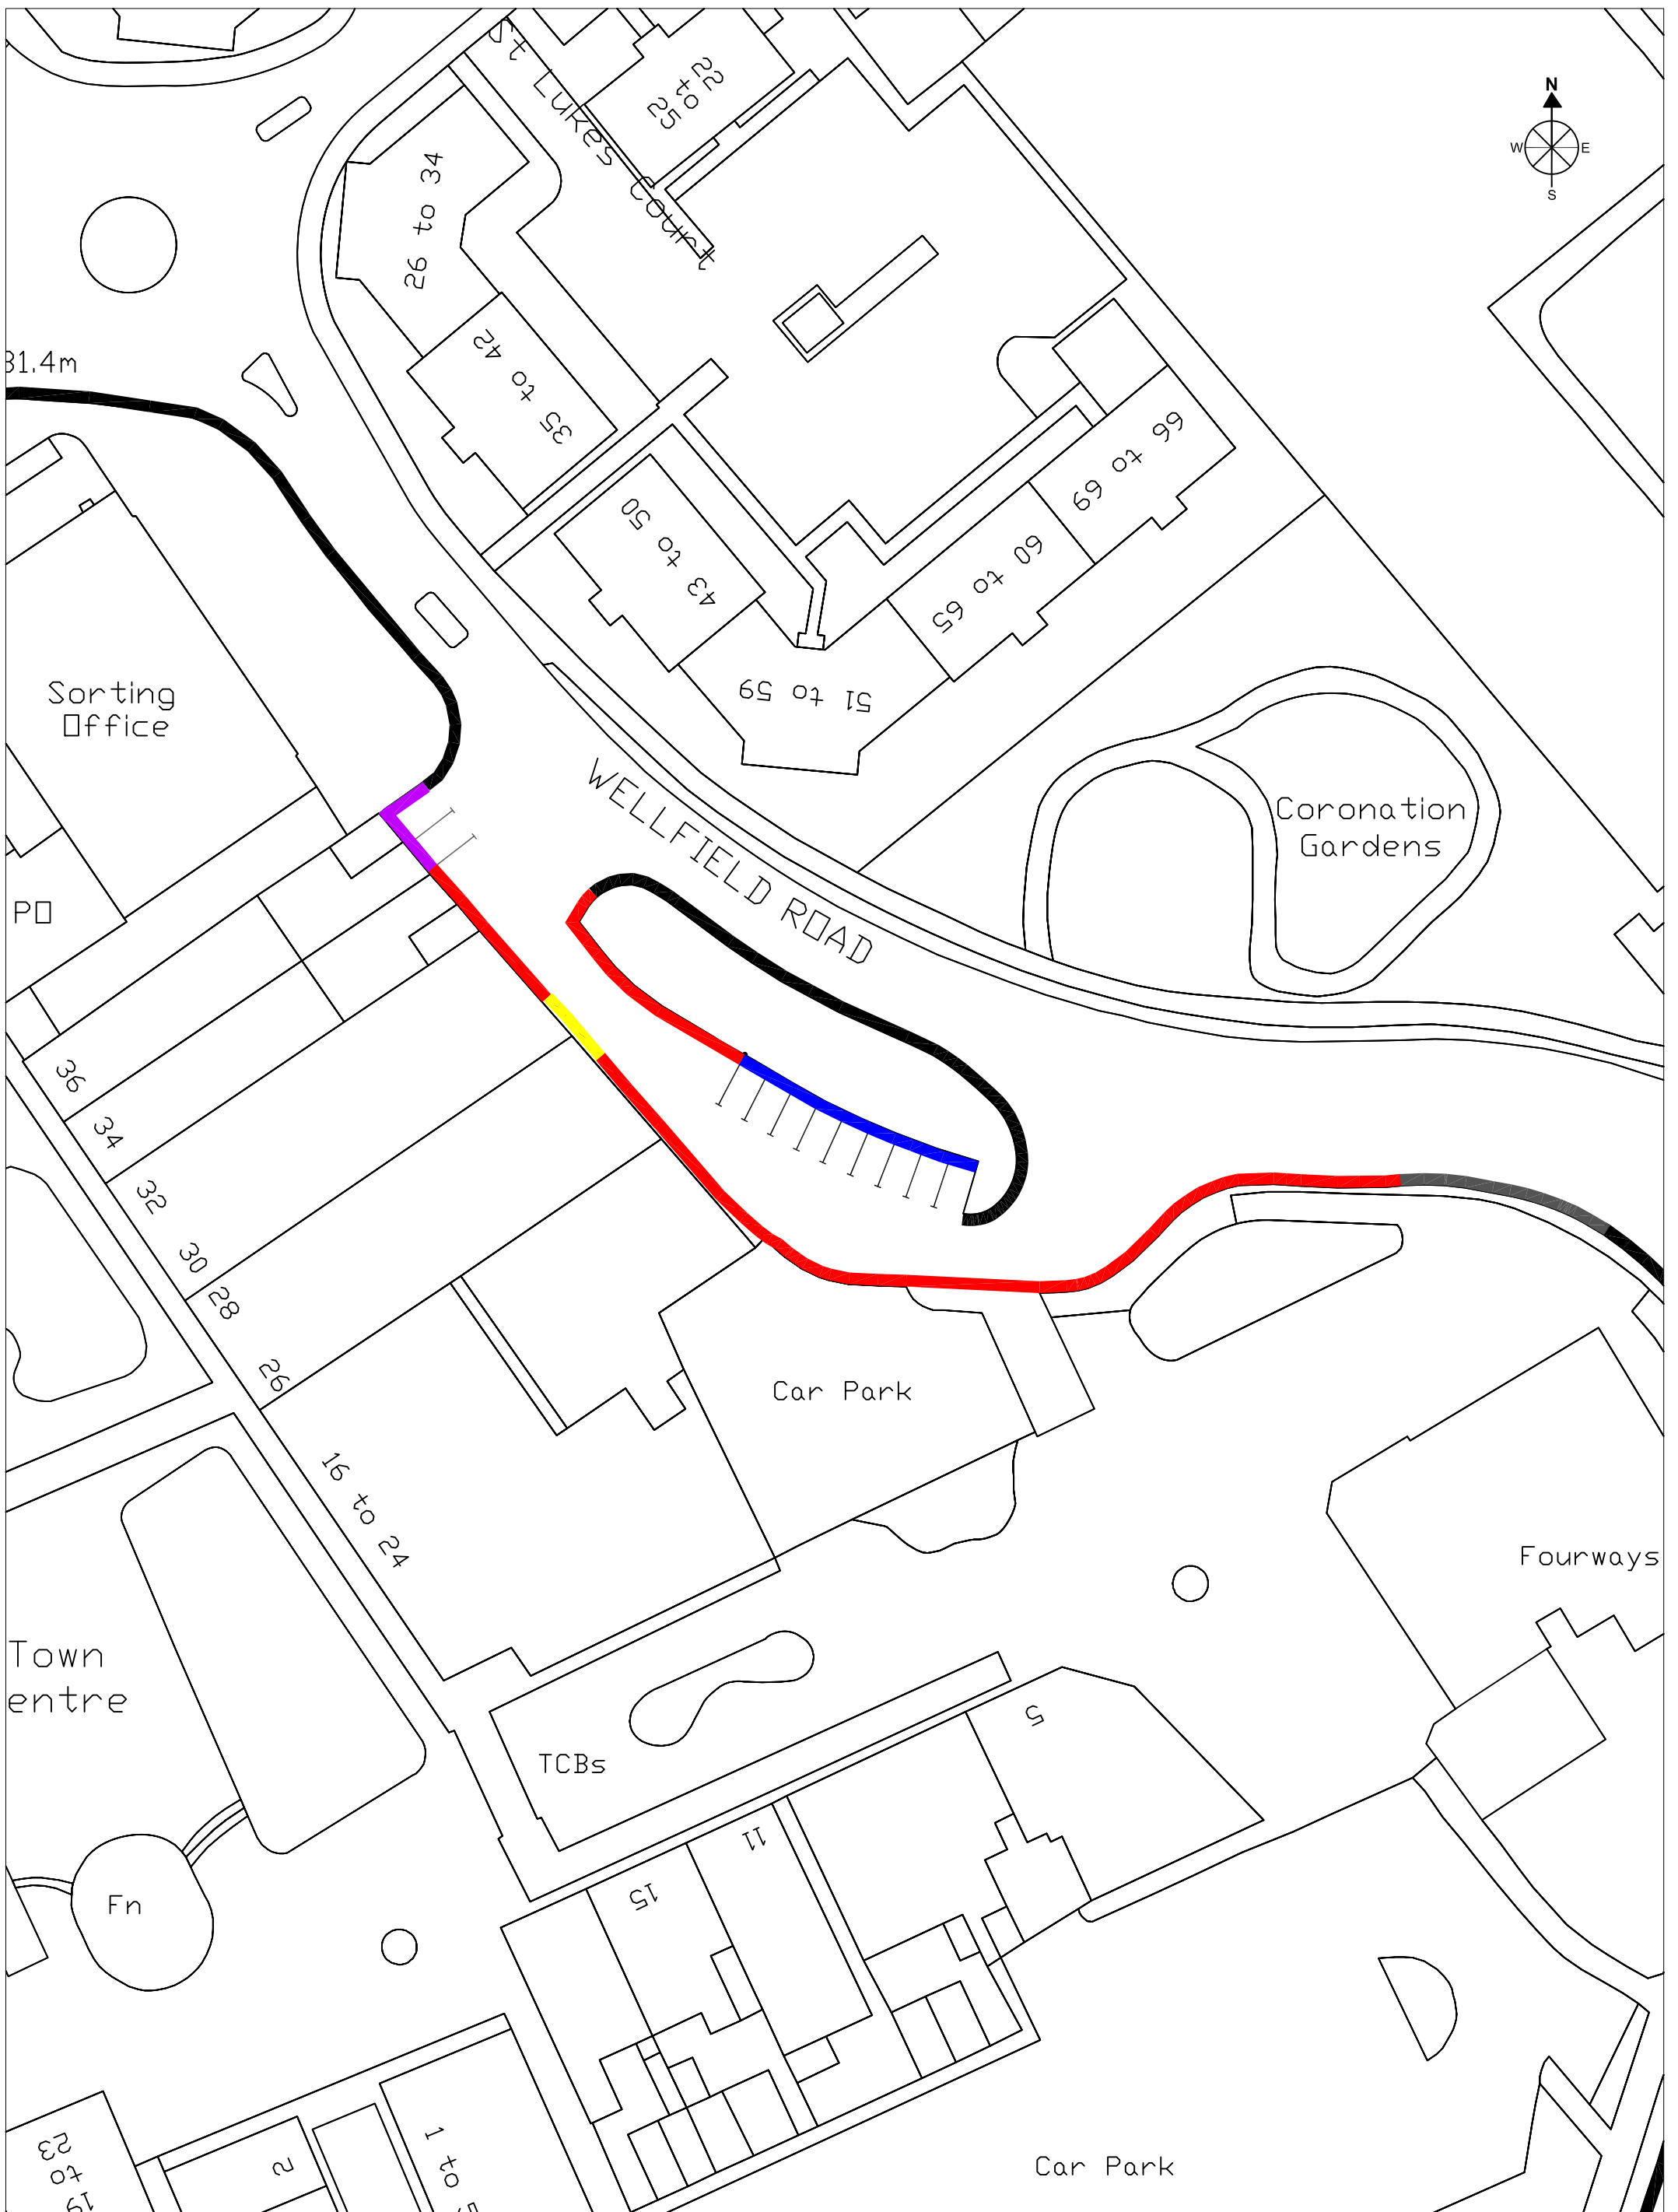 St Lukes Court
22
to
25
N
W
E
S
26 to 34
31.4m
35 to 42
66 to 69
43 to 50
60 to 65
51 to 59
Sorting
Office
WELLFIELD ROAD
Coronation
Gardens
PO
36
34
32
30
28
26
Car Park
16 to 24
Fourways
Town
entre
5
TCBs
11
15
Fn
23
to
19
2
1 to 5
Car Park